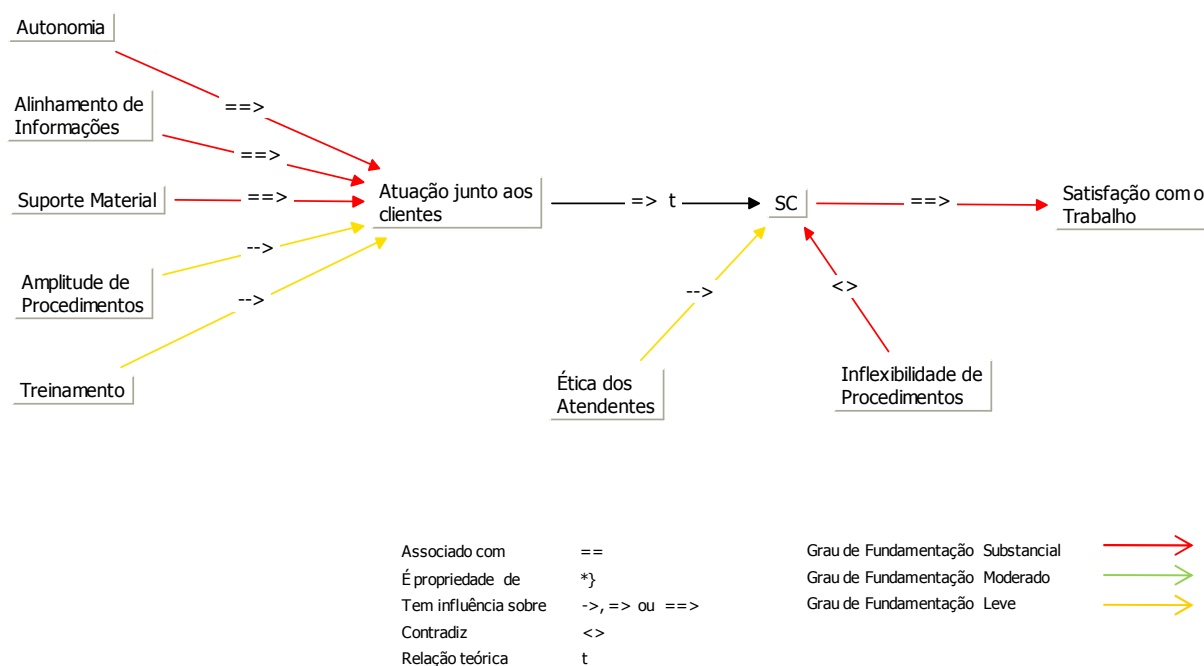 Autonomia
==>
Alinhamento de
Informações
==>
Suporte Material
==>
Atuação junto aos
clientes
=> t
SC
==>
Satisfação com o
Trabalho
Amplitude de
Procedimentos
-->
-->
Treinamento
-->
Ética dos
Atendentes
<>
Inflexibilidade de
Procedimentos
Associado com ==
É propriedade de *}
Tem influência sobre ->, => ou ==>
Contradiz <>
Relação teórica t
Grau de Fundamentação Substancial
Grau de Fundamentação Moderado
Grau de Fundamentação Leve